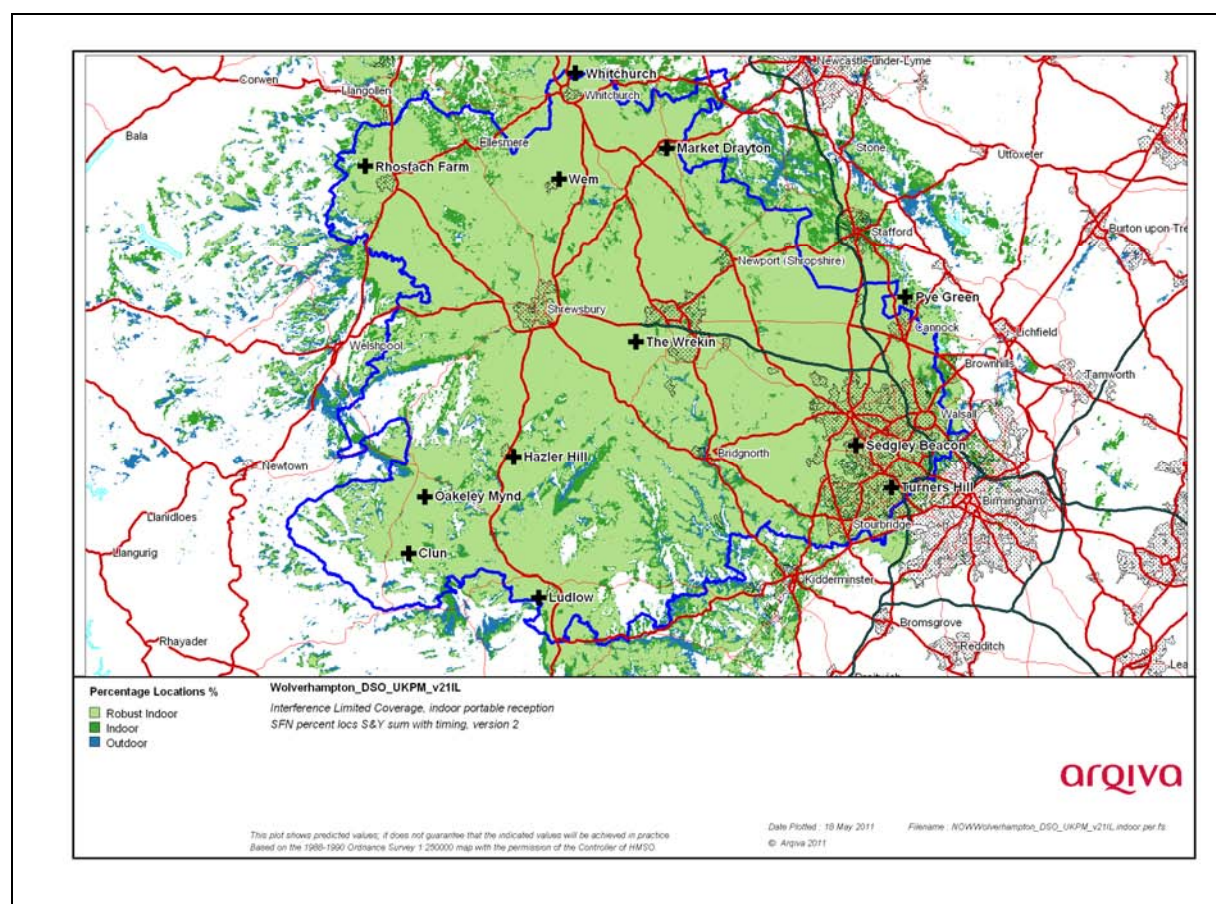 Whitchurch
Newcastle-under-Lyme
Corwen
Llangollen
Whitchurch
Bala
Ellesmere
Market Drayton
Stone
Uttoxeter
Rhosfach Farm
Wem
Stafford
Burton upon Tre
Newport (Shropshire)
Pye Green
Shrewsbury
Cannock
Lichfield
Welshpool
The Wrekin
Brownhills
Tamworth
Walsall
Sedgley Beacon
Newtown
Hazler Hill
Bridgnorth
Turners Hill
Birmingham
Oakeley Mynd
Llanidloes
Stourbridge
Llangurig
Clun
Kidderminster
Ludlow
Bromsgrove
Rhayader
Redditch
Lea
Percentage Locations %
Robust Indoor
Indoor
Outdoor
Wolverhampton_DSO_UKPM_v21IL
Interference Limited Coverage, indoor portable reception
SFN percent locs S&Y sum with timing, version 2
arqiva
This plot shows predicted values; it does not guarantee that the indicated values will be achieved in practice
Based on the 1988-1990 Ordnance Survey 1:250000 map with the permission of the Controller of HMSO.
Date Plotted : 18 May 2011
Filename : NOWWolverhampton_DSO_UKPM_v21IL.indoor.per.fs
© Arqiva 2011